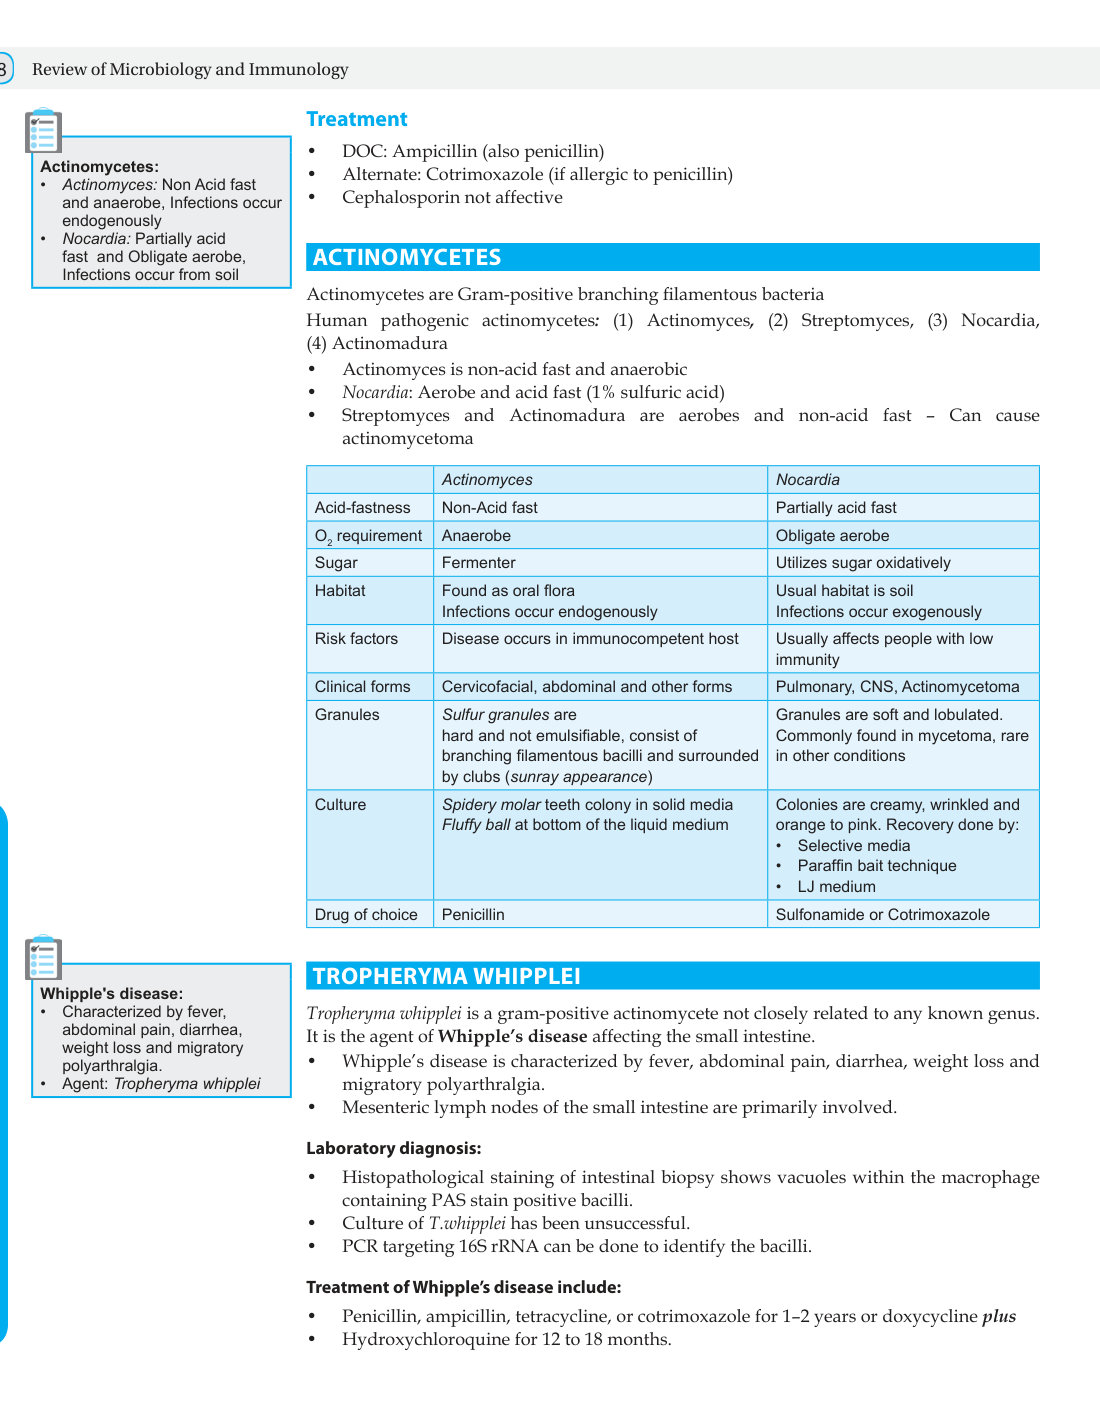 8 Review of Microbiology and Immunology
Actinomycetes:
• Actinomyces: Non Acid fast
and anaerobe, Infections occur
endogenously
• Nocardia: Partially acid
fast and Obligate aerobe,
Infections occur from soil
Treatment
• DOC: Ampicillin (also penicillin)
• Alternate: Cotrimoxazole (if allergic to penicillin)
• Cephalosporin not affective
ACTINOMYCETES
Actinomycetes are Gram-positive branching filamentous bacteria
Human pathogenic actinomycetes: (1) Actinomyces, (2) Streptomyces, (3) Nocardia,
(4) Actinomadura
• Actinomyces is non-acid fast and anaerobic
• Nocardia: Aerobe and acid fast (1% sulfuric acid)
• Streptomyces and Actinomadura are aerobes and non-acid fast – Can cause
actinomycetoma
Actinomyces Nocardia
Acid-fastness Non-Acid fast Partially acid fast
O2 requirement Anaerobe Obligate aerobe
Sugar Fermenter Utilizes sugar oxidatively
Habitat Found as oral flora Usual habitat is soil
Infections occur endogenously Infections occur exogenously
Risk factors Disease occurs in immunocompetent host Usually affects people with low
immunity
Clinical forms Cervicofacial, abdominal and other forms Pulmonary, CNS, Actinomycetoma
Granules Sulfur granules are Granules are soft and lobulated.
hard and not emulsifiable, consist of Commonly found in mycetoma, rare
branching filamentous bacilli and surrounded in other conditions
by clubs (sunray appearance)
Culture Spidery molar teeth colony in solid media Colonies are creamy, wrinkled and
Fluffy ball at bottom of the liquid medium orange to pink. Recovery done by:
• Selective media
• Paraffin bait technique
• LJ medium
Drug of choice Penicillin Sulfonamide or Cotrimoxazole
Whipple's disease:
• Characterized by fever,
abdominal pain, diarrhea,
weight loss and migratory
polyarthralgia.
• Agent: Tropheryma whipplei
TROPHERYMA WHIPPLEI
Tropheryma whipplei is a gram-positive actinomycete not closely related to any known genus.
It is the agent of Whipple’s disease affecting the small intestine.
• Whipple’s disease is characterized by fever, abdominal pain, diarrhea, weight loss and
migratory polyarthralgia.
• Mesenteric lymph nodes of the small intestine are primarily involved.
Laboratory diagnosis:
• Histopathological staining of intestinal biopsy shows vacuoles within the macrophage
containing PAS stain positive bacilli.
• Culture of T.whipplei has been unsuccessful.
• PCR targeting 16S rRNA can be done to identify the bacilli.
Treatment of Whipple’s disease include:
• Penicillin, ampicillin, tetracycline, or cotrimoxazole for 1–2 years or doxycycline plus
• Hydroxychloroquine for 12 to 18 months.